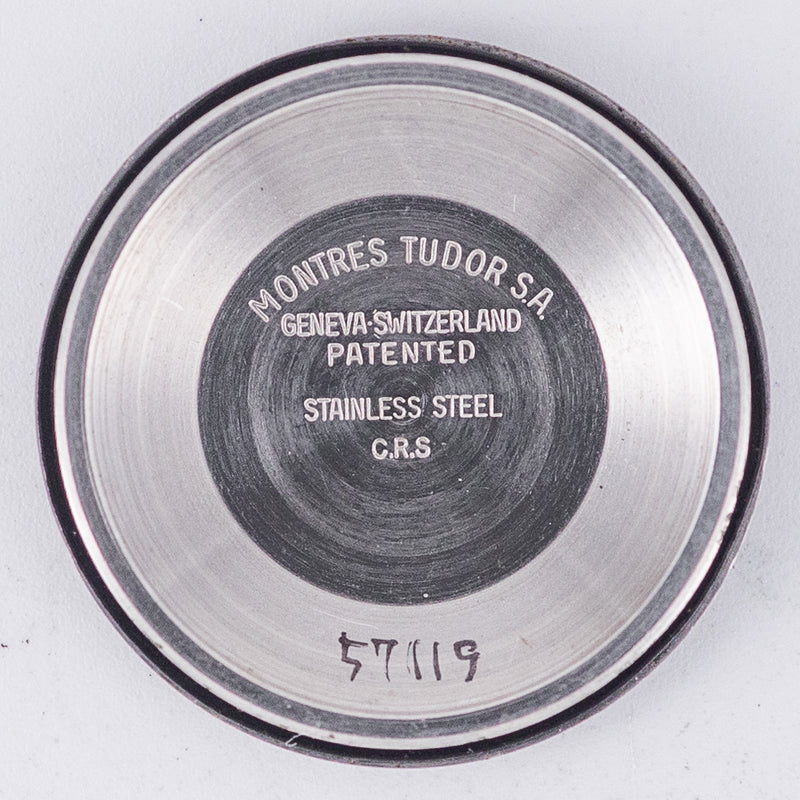 MONTRES TUDOR S.A.
GENEVA·SWITZERLAND
PATENTED
STAINLESS STEEL
C.R.S
57119